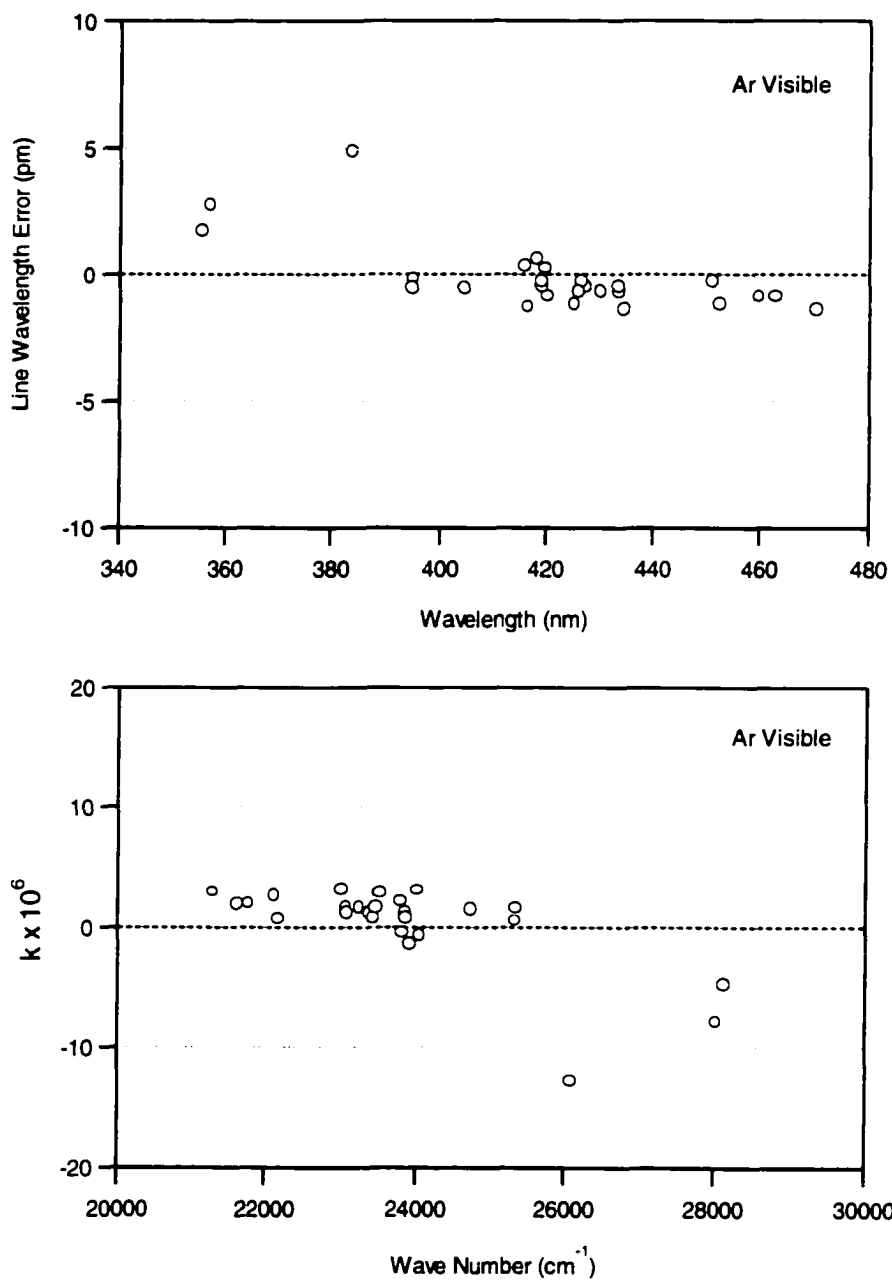 10
Ar Visible
5
0
-5
-10
Line Wavelength Error (pm)
340 360 380 400 420 440 460 480
Wavelength (nm)
20
Ar Visible
10
0
-10
-20
k x 10^6
20000 22000 24000 26000 28000 30000
Wave Number (cm^-1)